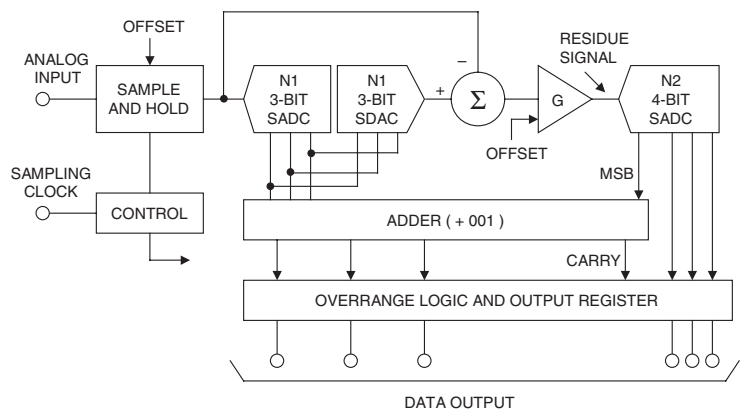 OFFSET
ANALOG
INPUT
SAMPLE
AND HOLD
N1
3-BIT
SADC
N1
3-BIT
SDAC
+
–
Σ
G
OFFSET
RESIDUE
SIGNAL
N2
4-BIT
SADC
SAMPLING
CLOCK
CONTROL
MSB
ADDER ( + 001 )
CARRY
OVERRANGE LOGIC AND OUTPUT REGISTER
DATA OUTPUT